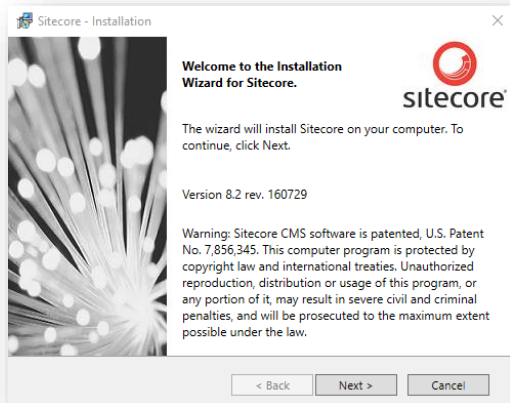 Sitecore - Installation
Welcome to the Installation
Wizard for Sitecore.
sitecore
The wizard will install Sitecore on your computer. To
continue, click Next.
Version 8.2 rev. 160729
Warning: Sitecore CMS software is patented, U.S. Patent
No. 7,856,345. This computer program is protected by
copyright law and international treaties. Unauthorized
reproduction, distribution or usage of this program, or
any portion of it, may result in severe civil and criminal
penalties, and will be prosecuted to the maximum extent
possible under the law.
< Back Next > Cancel